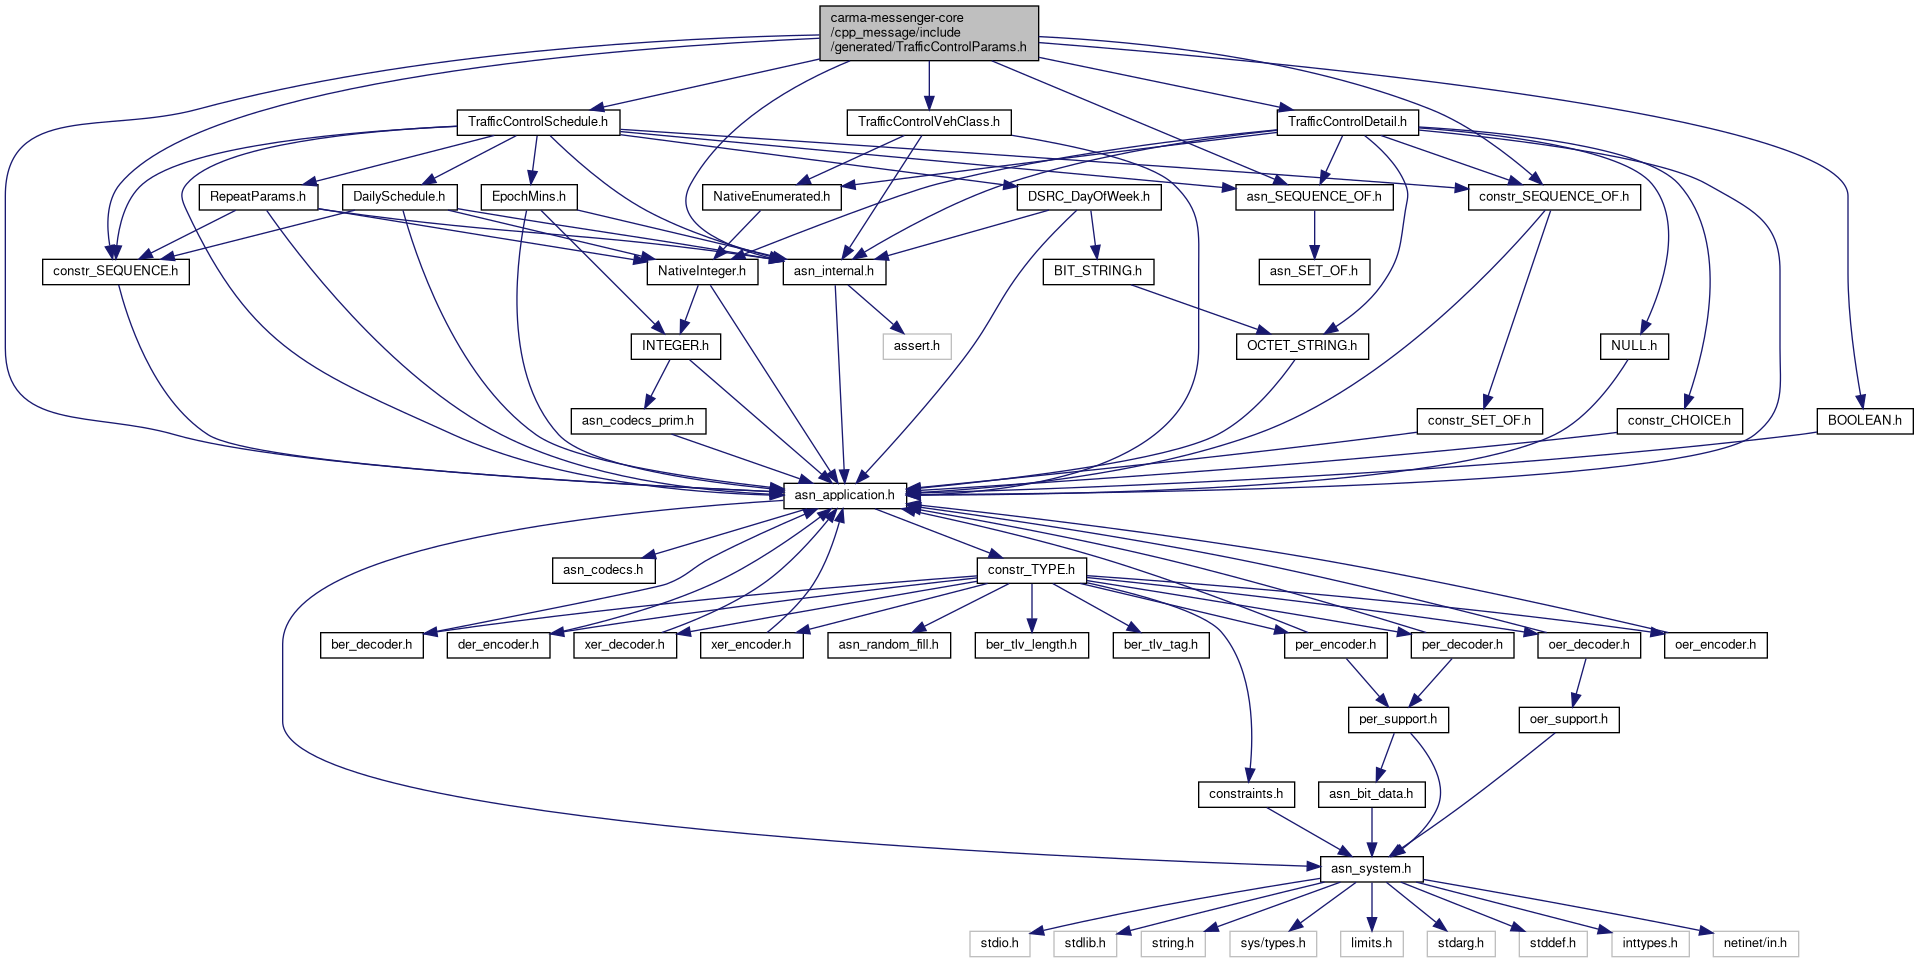 carma-messenger-core
/cpp_message/include
/generated/TrafficControlParams.h
TrafficControlSchedule.h
TrafficControlVehClass.h
TrafficControlDetail.h
RepeatParams.h
DailySchedule.h
EpochMins.h
NativeEnumerated.h
DSRC_DayOfWeek.h
asn_SEQUENCE_OF.h
constr_SEQUENCE_OF.h
constr_SEQUENCE.h
NativeInteger.h
asn_internal.h
BIT_STRING.h
asn_SET_OF.h
INTEGER.h
assert.h
OCTET_STRING.h
NULL.h
asn_codecs_prim.h
constr_SET_OF.h
constr_CHOICE.h
BOOLEAN.h
asn_application.h
asn_codecs.h
constr_TYPE.h
ber_decoder.h
der_encoder.h
xer_decoder.h
xer_encoder.h
asn_random_fill.h
ber_tlv_length.h
ber_tlv_tag.h
per_encoder.h
per_decoder.h
oer_decoder.h
oer_encoder.h
per_support.h
oer_support.h
constraints.h
asn_bit_data.h
asn_system.h
stdio.h
stdlib.h
string.h
sys/types.h
limits.h
stdarg.h
stddef.h
inttypes.h
netinet/in.h